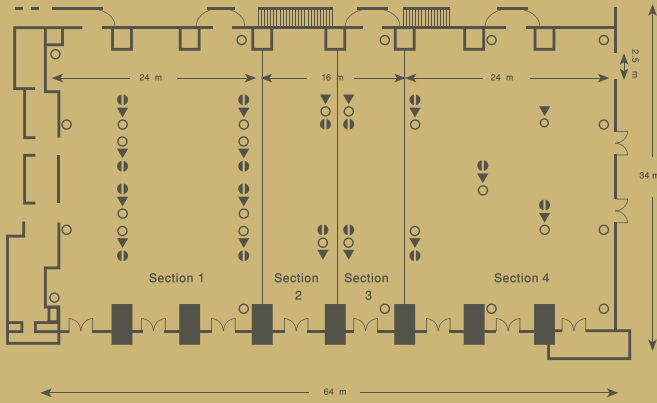 2.5 m
24 m
16 m
24 m
34 m
Section 1
Section
2
Section
3
Section 4
64 m